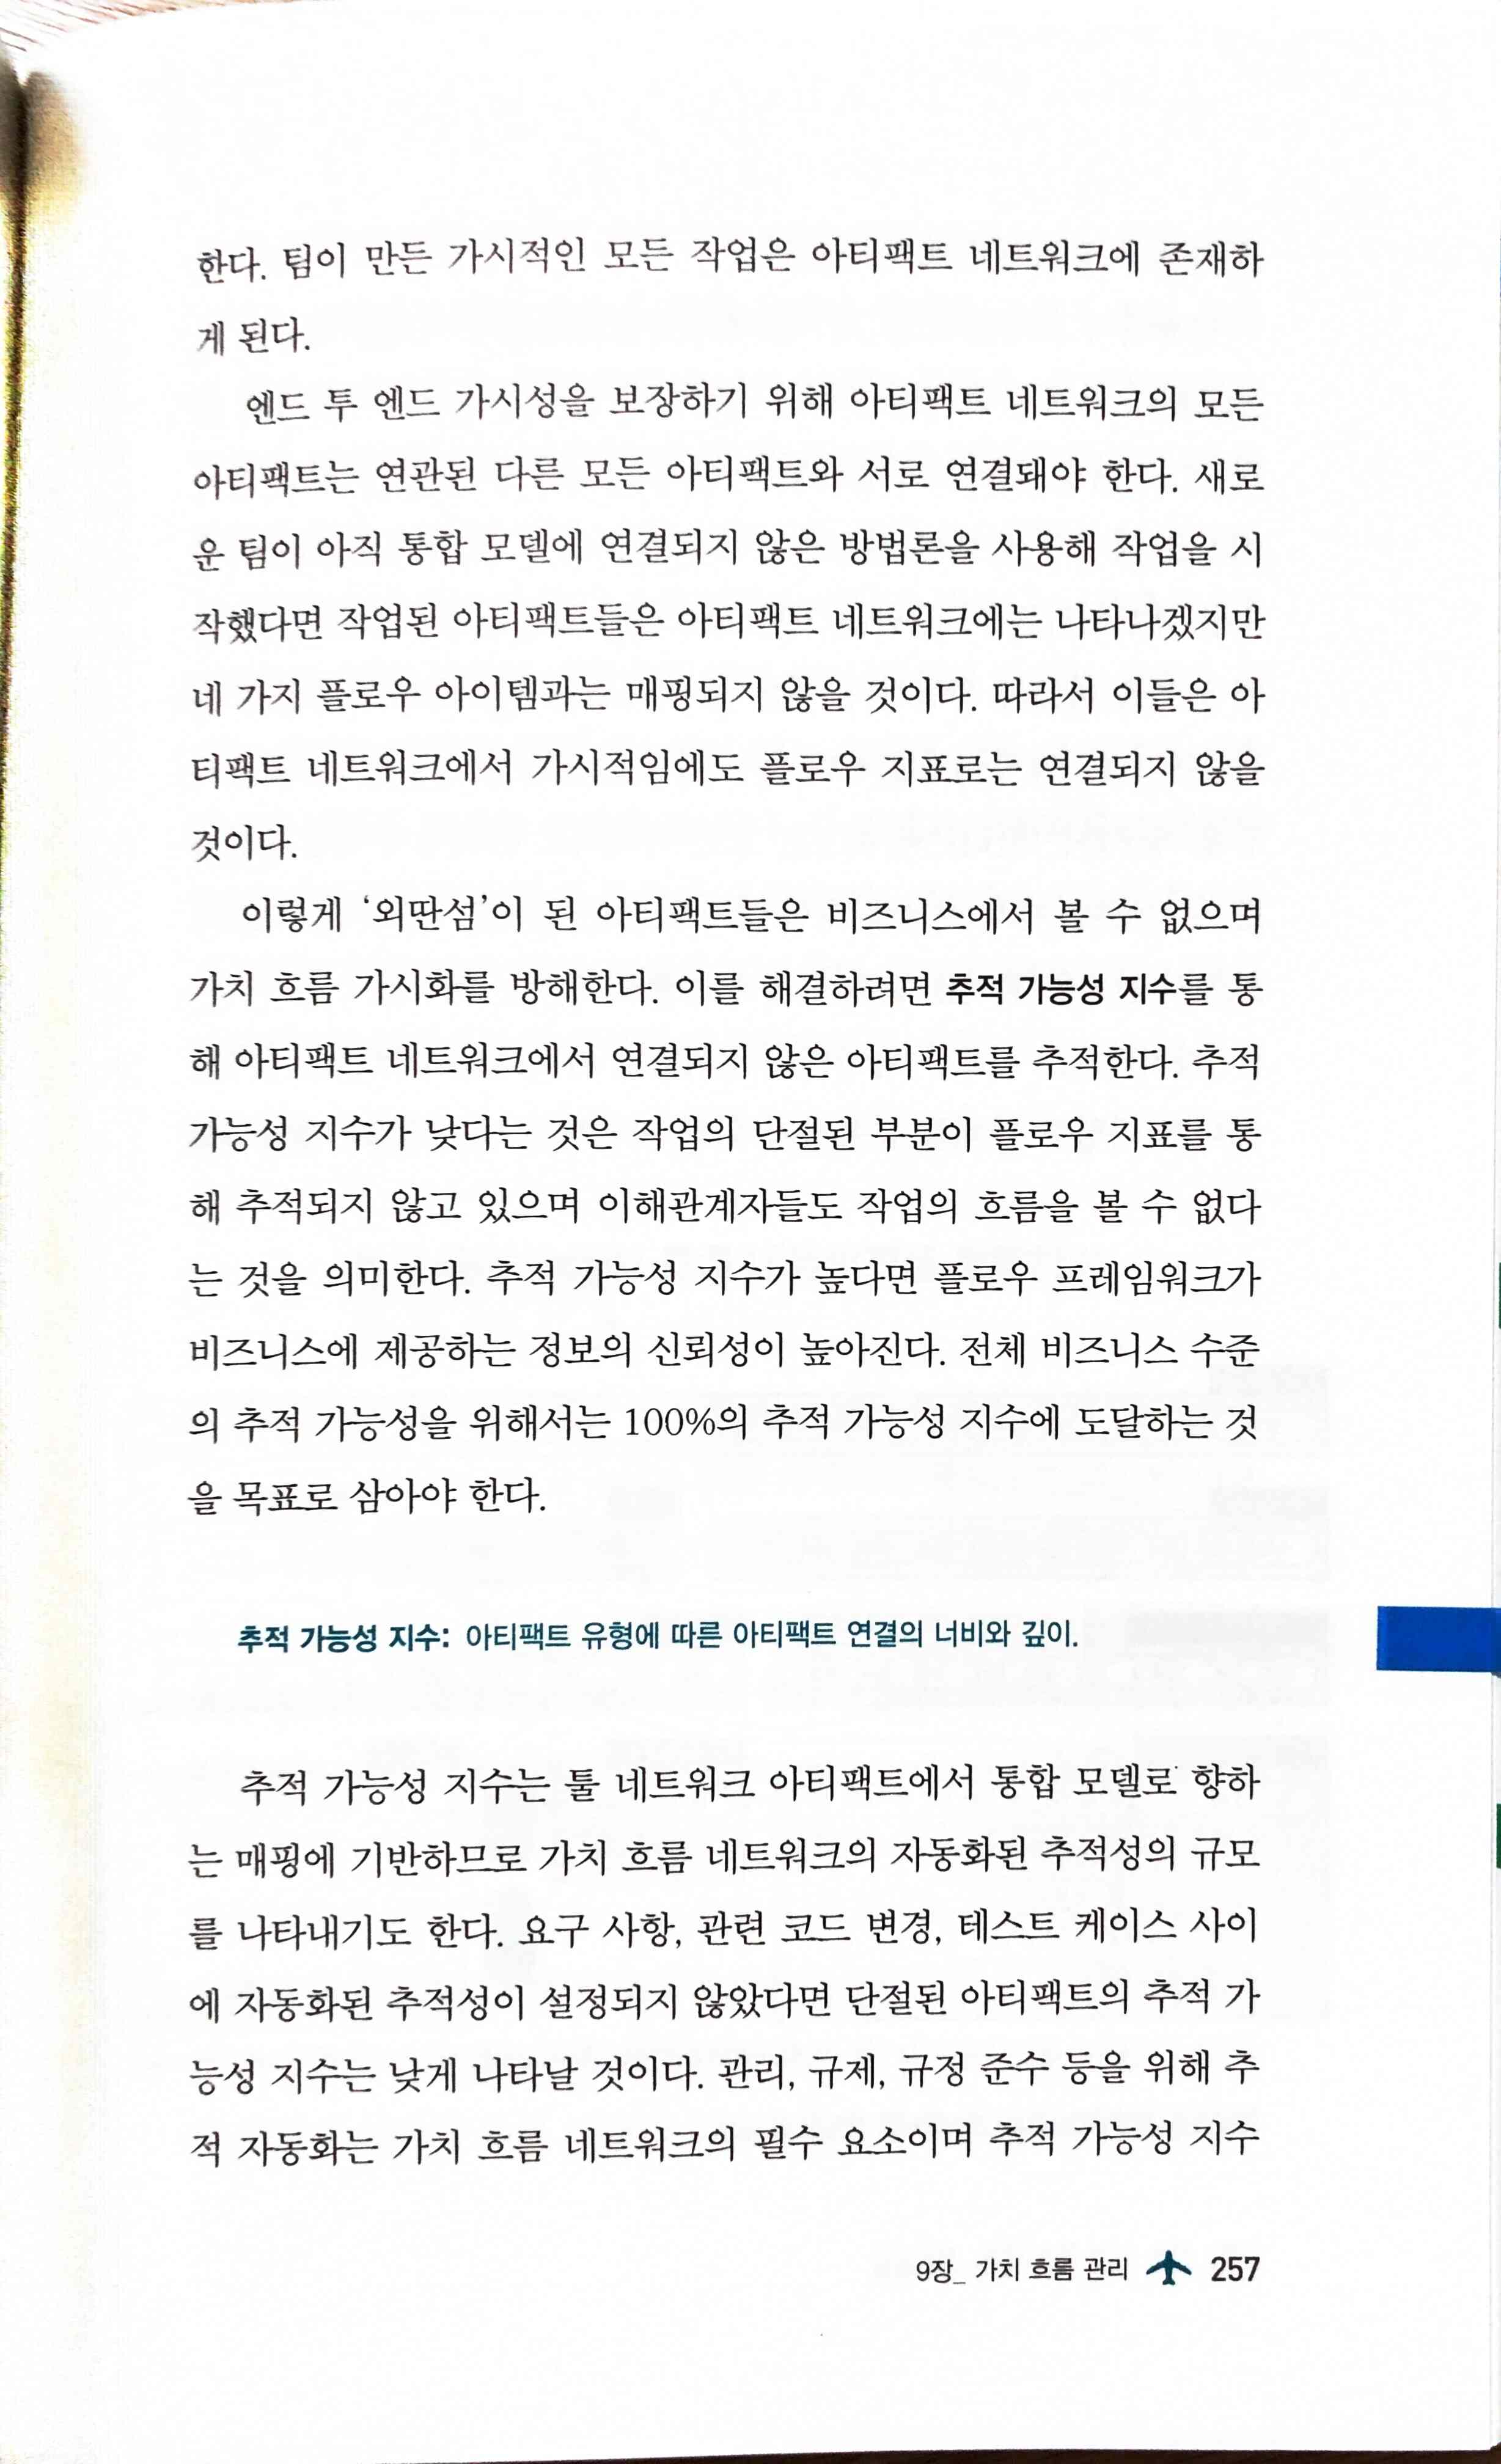 한다. 팀이 만든 가시적인 모든 작업은 아티팩트 네트워크에 존재하
게 된다.
엔드 투 엔드 가시성을 보장하기 위해 아티팩트 네트워크의 모든
아티팩트는 연관된 다른 모든 아티팩트와 서로 연결돼야 한다. 새로
운 팀이 아직 통합 모델에 연결되지 않은 방법론을 사용해 작업을 시
작했다면 작업된 아티팩트들은 아티팩트 네트워크에는 나타나겠지만
네 가지 플로우 아이템과는 매핑되지 않을 것이다. 따라서 이들은 아
티팩트 네트워크에서 가시적임에도 플로우 지표로는 연결되지 않을
것이다.
이렇게 ‘외딴섬’이 된 아티팩트들은 비즈니스에서 볼 수 없으며
가치 흐름 가시화를 방해한다. 이를 해결하려면 추적 가능성 지수를 통
해 아티팩트 네트워크에서 연결되지 않은 아티팩트를 추적한다. 추적
가능성 지수가 낮다는 것은 작업의 단절된 부분이 플로우 지표를 통
해 추적되지 않고 있으며 이해관계자들도 작업의 흐름을 볼 수 없다
는 것을 의미한다. 추적 가능성 지수가 높다면 플로우 프레임워크가
비즈니스에 제공하는 정보의 신뢰성이 높아진다. 전체 비즈니스 수준
의 추적 가능성을 위해서는 100%의 추적 가능성 지수에 도달하는 것
을 목표로 삼아야 한다.
추적 가능성 지수: 아티팩트 유형에 따른 아티팩트 연결의 너비와 깊이.
추적 가능성 지수는 툴 네트워크 아티팩트에서 통합 모델로 향하
는 매핑에 기반하므로 가치 흐름 네트워크의 자동화된 추적성의 규모
를 나타내기도 한다. 요구 사항, 관련 코드 변경, 테스트 케이스 사이
에 자동화된 추적성이 설정되지 않았다면 단절된 아티팩트의 추적 가
능성 지수는 낮게 나타날 것이다. 관리, 규제, 규정 준수 등을 위해 추
적 자동화는 가치 흐름 네트워크의 필수 요소이며 추적 가능성 지수
9장_ 가치 흐름 관리 257